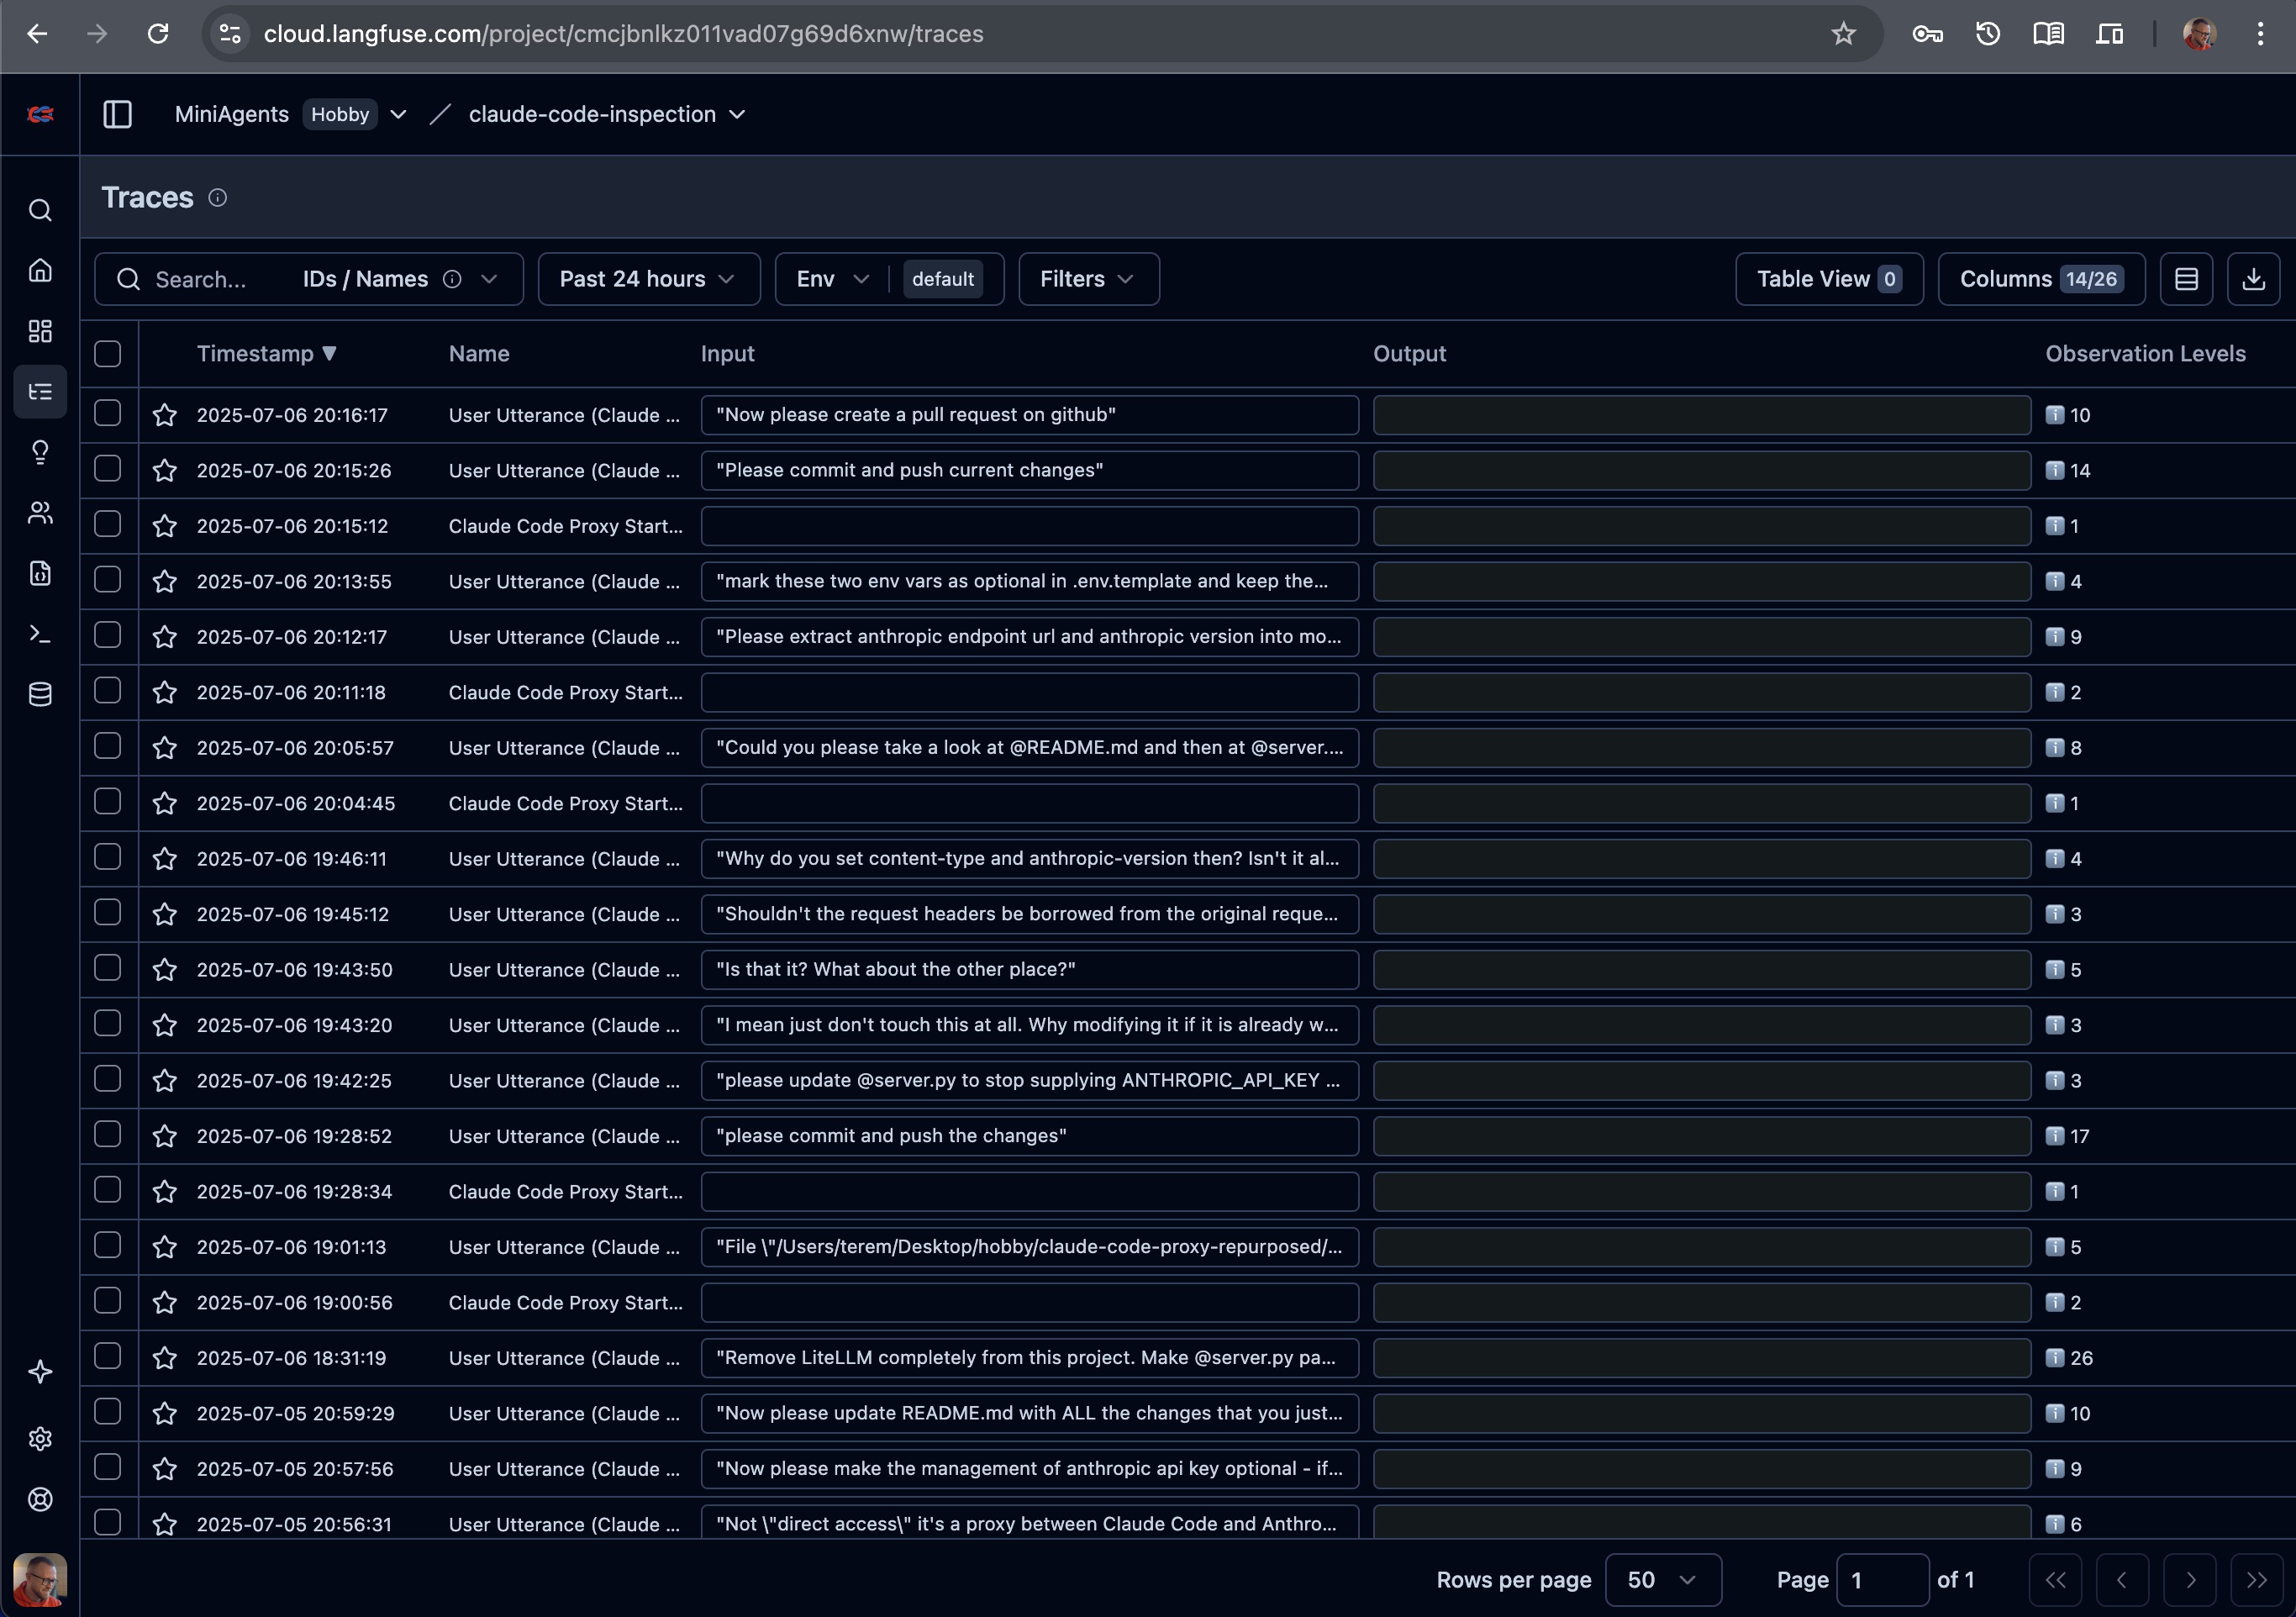 cloud.langfuse.com/project/cmcjbnlkz011vad07g69d6xnw/traces
MiniAgents Hobby / claude-code-inspection
Traces
Search... IDs / Names Past 24 hours Env default Filters Table View 0 Columns 14/26
Timestamp ▼ Name Input Output Observation Levels
2025-07-06 20:16:17 User Utterance (Claude ... "Now please create a pull request on github" 10
2025-07-06 20:15:26 User Utterance (Claude ... "Please commit and push current changes" 14
2025-07-06 20:15:12 Claude Code Proxy Start... 1
2025-07-06 20:13:55 User Utterance (Claude ... "mark these two env vars as optional in .env.template and keep the... 4
2025-07-06 20:12:17 User Utterance (Claude ... "Please extract anthropic endpoint url and anthropic version into mo... 9
2025-07-06 20:11:18 Claude Code Proxy Start... 2
2025-07-06 20:05:57 User Utterance (Claude ... "Could you please take a look at @README.md and then at @server.... 8
2025-07-06 20:04:45 Claude Code Proxy Start... 1
2025-07-06 19:46:11 User Utterance (Claude ... "Why do you set content-type and anthropic-version then? Isn't it al... 4
2025-07-06 19:45:12 User Utterance (Claude ... "Shouldn't the request headers be borrowed from the original reque... 3
2025-07-06 19:43:50 User Utterance (Claude ... "Is that it? What about the other place?" 5
2025-07-06 19:43:20 User Utterance (Claude ... "I mean just don't touch this at all. Why modifying it if it is already w... 3
2025-07-06 19:42:25 User Utterance (Claude ... "please update @server.py to stop supplying ANTHROPIC_API_KEY ... 3
2025-07-06 19:28:52 User Utterance (Claude ... "please commit and push the changes" 17
2025-07-06 19:28:34 Claude Code Proxy Start... 1
2025-07-06 19:01:13 User Utterance (Claude ... "File \"/Users/terem/Desktop/hobby/claude-code-proxy-repurposed/... 5
2025-07-06 19:00:56 Claude Code Proxy Start... 2
2025-07-06 18:31:19 User Utterance (Claude ... "Remove LiteLLM completely from this project. Make @server.py pa... 26
2025-07-05 20:59:29 User Utterance (Claude ... "Now please update README.md with ALL the changes that you just... 10
2025-07-05 20:57:56 User Utterance (Claude ... "Now please make the management of anthropic api key optional - if... 9
2025-07-05 20:56:31 User Utterance (Claude ... "Not \"direct access\" it's a proxy between Claude Code and Anthro... 6
Rows per page 50 Page 1 of 1